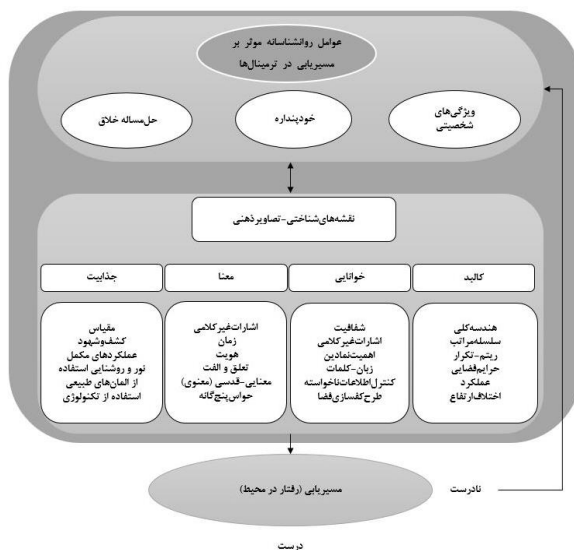 عوامل روانشناسانه موثر بر
مسیریابی در ترمینال‌ها
ویژگی‌های
شخصیتی
خودپنداره
حل‌مساله خلاق
نقشه‌های‌شناختی-تصاویرذهنی
کالبد
خوانایی
معنا
جذابیت
هندسه‌کلی
سلسله‌مراتب
ریتم-تکرار
حرایم‌فضایی
عملکرد
اختلاف‌ارتفاع
شفافیت
اشارات‌غیرکلامی
اهمیت‌نمادین
زبان-کلمات
کنترل‌اطلاعات‌ناخواسته
طرح‌کفسازی‌فضا
اشارات‌غیرکلامی
زمان
هویت
تعلق و الفت
معنایی-قدسی (معنوی)
حواس‌پنج‌گانه
مقیاس
کشف‌وشهود
عملکردهای مکمل
نور و روشنایی استفاده
از المان‌های طبیعی
استفاده از تکنولوژی
مسیریابی (رفتار در محیط)
نادرست
درست